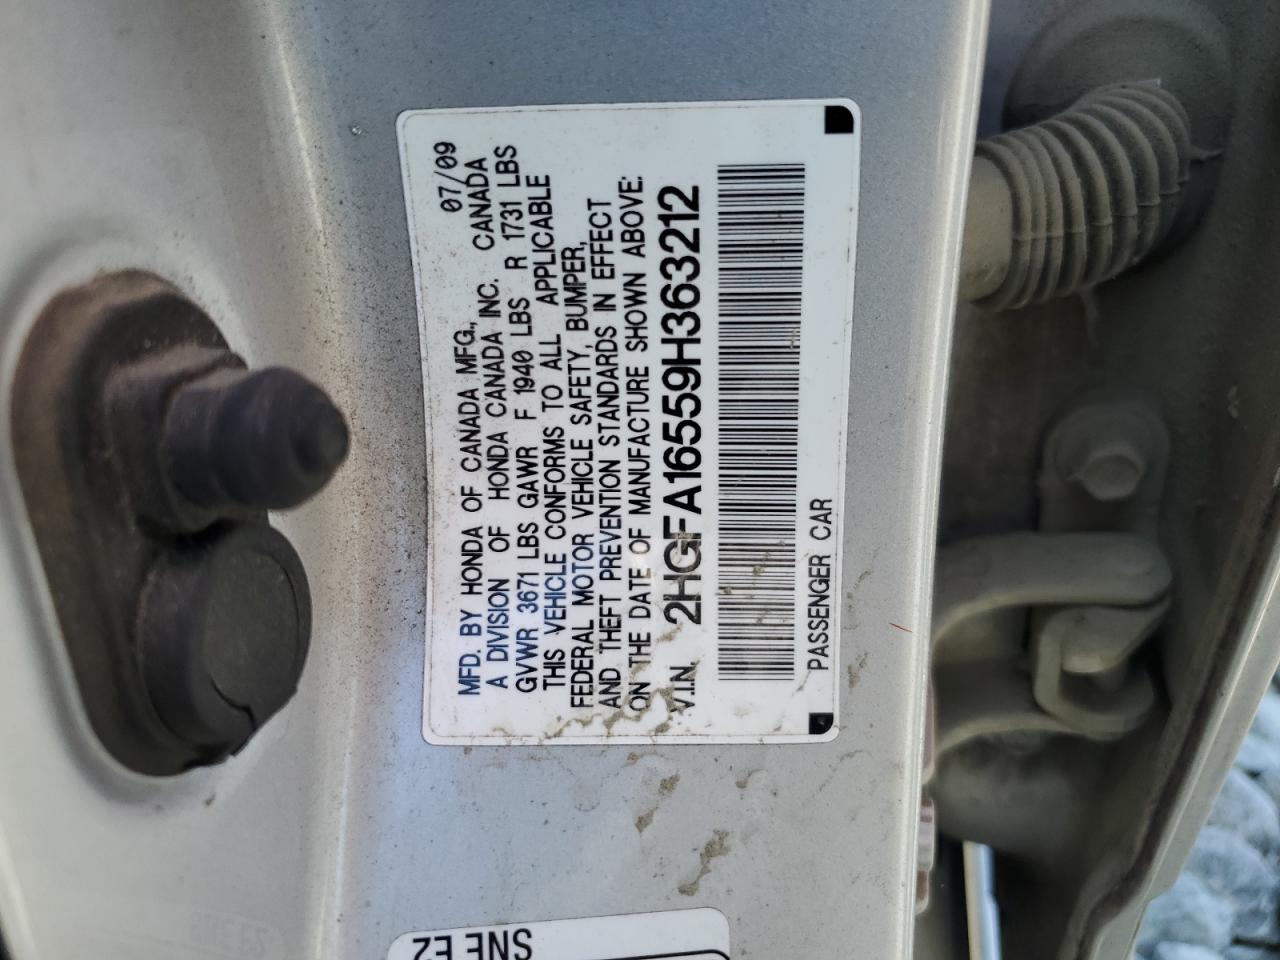 07/09
MFD. BY HONDA OF CANADA MFG.,
A DIVISION OF HONDA CANADA INC. CANADA
GVWR 3671 LBS GAWR F 1940 LBS R 1731 LBS
THIS VEHICLE CONFORMS TO ALL APPLICABLE
FEDERAL MOTOR VEHICLE SAFETY, BUMPER,
AND THEFT PREVENTION STANDARDS IN EFFECT
ON THE DATE OF MANUFACTURE SHOWN ABOVE.
V.I.N. 2HGFA16559H363212
PASSENGER CAR